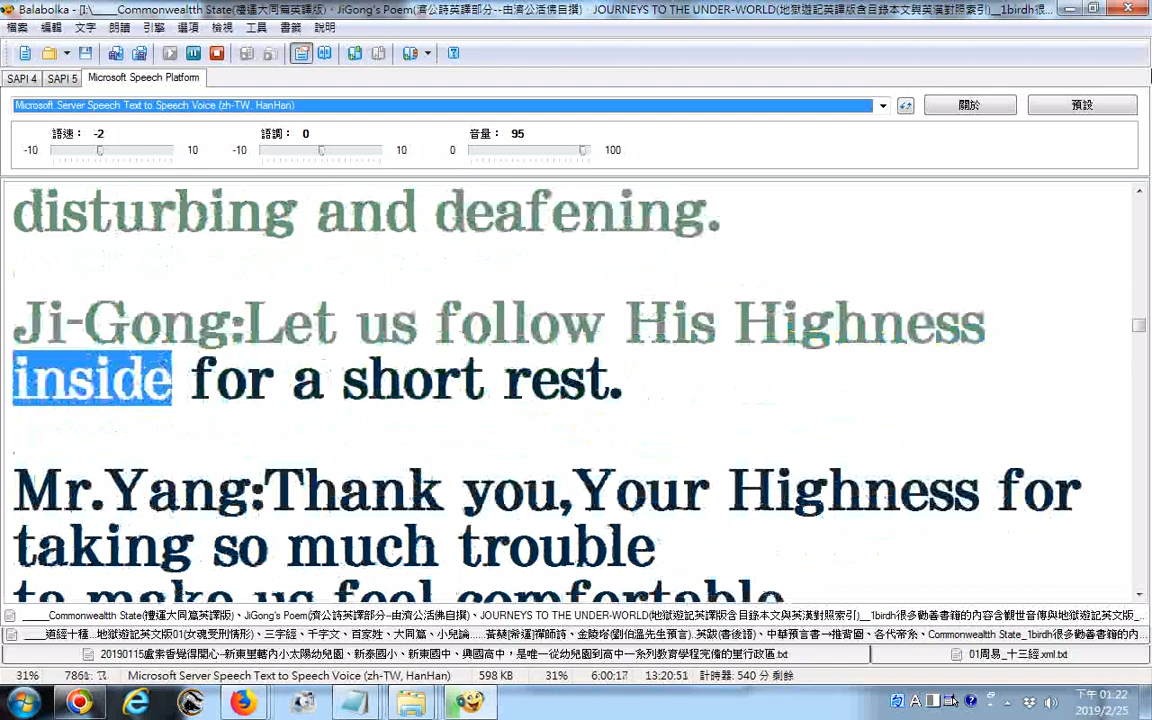 Balabolka - [I:\____Commonwealtth State(禮運大同篇英譯版)、JiGong's Poem(濟公詩英譯部分--由濟公活佛自撰) 、JOURNEYS TO THE UNDER-WORLD(地獄遊記英譯版含目錄本文與英漢對照索引)__1birdh很...
檔案 編輯 文字 朗讀 引擎 選項 檢視 工具 書籤 說明
SAPI 4 SAPI 5 Microsoft Speech Platform
Microsoft Server Speech Text to Speech Voice (zh-TW, HanHan)
關於 預設
語速： -2 語調： 0 音量： 95
-10 10 -10 10 0 100
disturbing and deafening.
Ji-Gong:Let us follow His Highness
inside for a short rest.
Mr.Yang:Thank you,Your Highness for
taking so much trouble
to make us feel comfortable.
____Commonwealtth State(禮運大同篇英譯版)、JiGong's Poem(濟公詩英譯部分--由濟公活佛自撰) 、JOURNEYS TO THE UNDER-WORLD(地獄遊記英譯版含目錄本文與英漢對照索引)__1birdh很多勸善書籍的內容含觀世音傳與地獄遊記英文版...
____道經十種...地獄遊記英文版01(女魂受刑情形)、三字經、千字文、百家姓、大同篇、小兒論......黃蘗[希運]禪師詩、金陵塔(劉伯溫先生預言).英歌(書後語)、中華預言書一推背圖、各代帝系、Commonwealth State_1birdh很多勸善書籍的內...
20190115盧素香覺得開心--新東里轄內小太陽幼兒園、新泰國小、新東國中、興國高中，是唯一從幼兒園到高中一系列教育學程完備的里行政區.txt 01周易_十三經.xml.txt
31% Microsoft Server Speech Text to Speech Voice (zh-TW, HanHan) 598 KB 31% 6:00:17 13:20:51 計時器： 540 分 剩餘
下午 01:22
2019/2/25